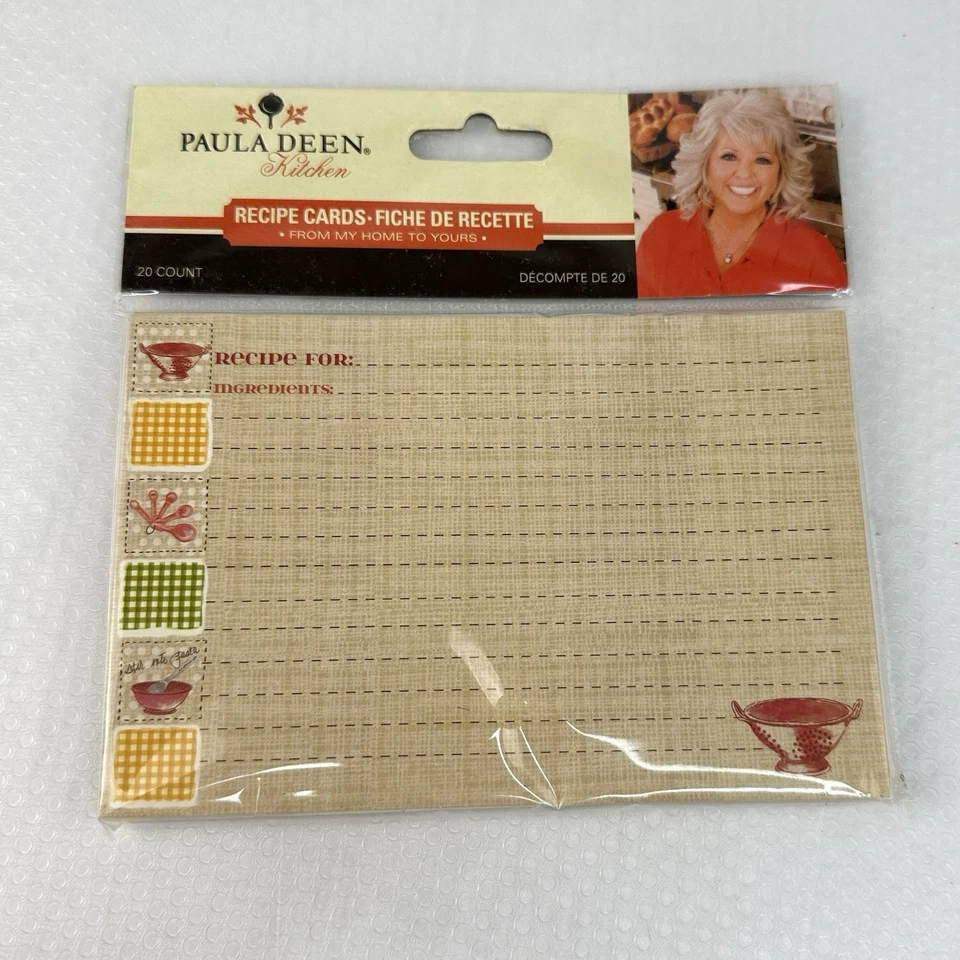 PAULA DEEN®
Kitchen
RECIPE CARDS · FICHE DE RECETTE
• FROM MY HOME TO YOURS •
20 COUNT
DÉCOMPTE DE 20
RECIPE FOR:
INGREDIENTS: